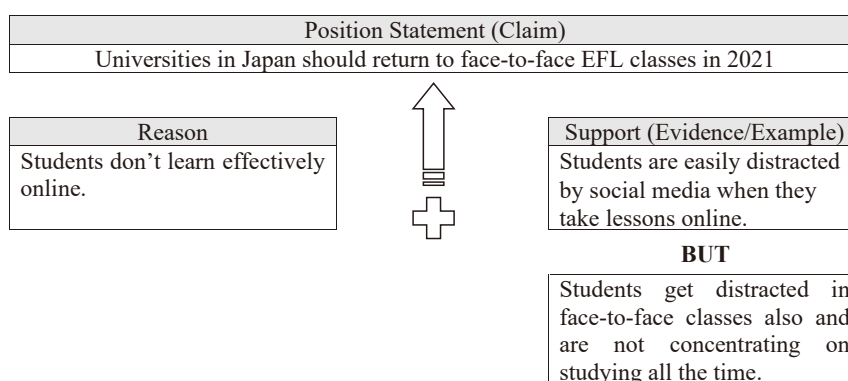 Position Statement (Claim)
Universities in Japan should return to face-to-face EFL classes in 2021
Reason
Students don’t learn effectively
online.
Support (Evidence/Example)
Students are easily distracted
by social media when they
take lessons online.
BUT
Students get distracted in
face-to-face classes also and
are not concentrating on
studying all the time.